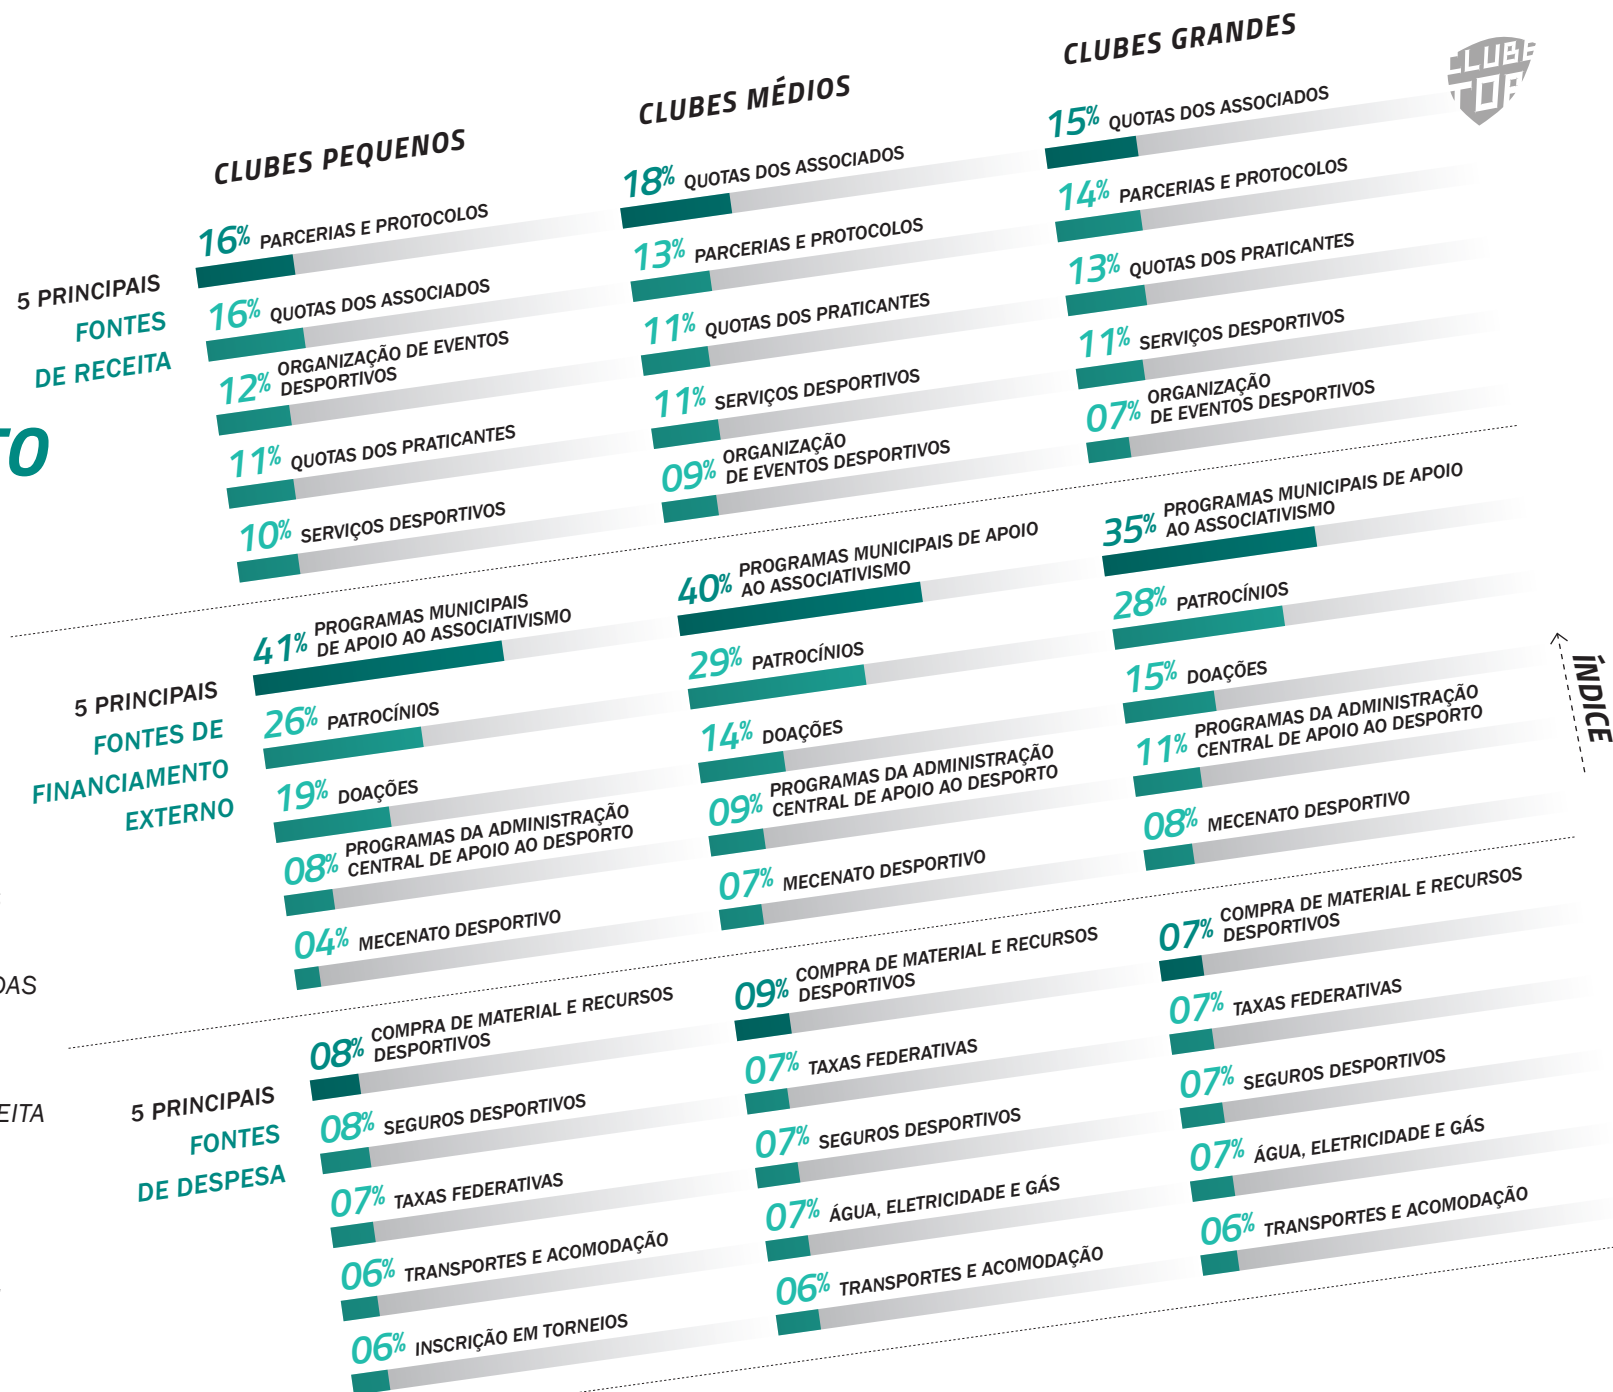 CLUBES PEQUENOS
CLUBES MÉDIOS
CLUBES GRANDES
CLUBE
TOP
5 PRINCIPAIS
FONTES
DE RECEITA
16% PARCERIAS E PROTOCOLOS
16% QUOTAS DOS ASSOCIADOS
12% ORGANIZAÇÃO DE EVENTOS
DESPORTIVOS
11% QUOTAS DOS PRATICANTES
10% SERVIÇOS DESPORTIVOS
18% QUOTAS DOS ASSOCIADOS
13% PARCERIAS E PROTOCOLOS
11% QUOTAS DOS PRATICANTES
11% SERVIÇOS DESPORTIVOS
09% ORGANIZAÇÃO
DE EVENTOS DESPORTIVOS
15% QUOTAS DOS ASSOCIADOS
14% PARCERIAS E PROTOCOLOS
13% QUOTAS DOS PRATICANTES
11% SERVIÇOS DESPORTIVOS
07% ORGANIZAÇÃO
DE EVENTOS DESPORTIVOS
TO
5 PRINCIPAIS
FONTES DE
FINANCIAMENTO
EXTERNO
41% PROGRAMAS MUNICIPAIS
DE APOIO AO ASSOCIATIVISMO
26% PATROCÍNIOS
19% DOAÇÕES
08% PROGRAMAS DA ADMINISTRAÇÃO
CENTRAL DE APOIO AO DESPORTO
04% MECENATO DESPORTIVO
40% PROGRAMAS MUNICIPAIS DE APOIO
AO ASSOCIATIVISMO
29% PATROCÍNIOS
14% DOAÇÕES
09% PROGRAMAS DA ADMINISTRAÇÃO
CENTRAL DE APOIO AO DESPORTO
07% MECENATO DESPORTIVO
35% PROGRAMAS MUNICIPAIS DE APOIO
AO ASSOCIATIVISMO
28% PATROCÍNIOS
15% DOAÇÕES
11% PROGRAMAS DA ADMINISTRAÇÃO
CENTRAL DE APOIO AO DESPORTO
08% MECENATO DESPORTIVO
ÍNDICE
DAS
EITA
5 PRINCIPAIS
FONTES
DE DESPESA
08% COMPRA DE MATERIAL E RECURSOS
DESPORTIVOS
08% SEGUROS DESPORTIVOS
07% TAXAS FEDERATIVAS
06% TRANSPORTES E ACOMODAÇÃO
06% INSCRIÇÃO EM TORNEIOS
09% COMPRA DE MATERIAL E RECURSOS
DESPORTIVOS
07% TAXAS FEDERATIVAS
07% SEGUROS DESPORTIVOS
07% ÁGUA, ELETRICIDADE E GÁS
06% TRANSPORTES E ACOMODAÇÃO
07% COMPRA DE MATERIAL E RECURSOS
DESPORTIVOS
07% TAXAS FEDERATIVAS
07% SEGUROS DESPORTIVOS
07% ÁGUA, ELETRICIDADE E GÁS
06% TRANSPORTES E ACOMODAÇÃO